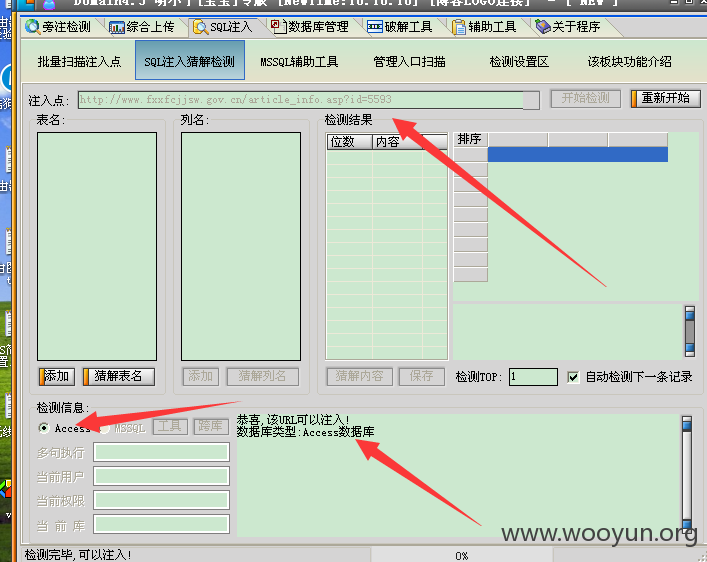 Domain4.3 明小子[宝宝]专版 [NewTime:10.10.10] [博客LOGO连接] - [ NEW ]
旁注检测 综合上传 SQL注入 数据库管理 破解工具 辅助工具 关于程序
批量扫描注入点 SQL注入猜解检测 MSSQL辅助工具 管理入口扫描 检测设置区 该板块功能介绍
注入点: http://www.fxxfcjjsw.gov.cn/article_info.asp?id=5593 开始检测 重新开始
表名: 列名: 检测结果
位数 内容 排序
添加 猜解表名 添加 猜解列名 猜解内容 保存 检测TOP: 1 自动检测下一条记录
检测信息:
Access MSSQL 工具 跨库
多句执行
当前用户
当前权限
当 前 库
恭喜,该URL可以注入!
数据库类型:Access数据库
www.wooyun.org
检测完毕,可以注入! 0%